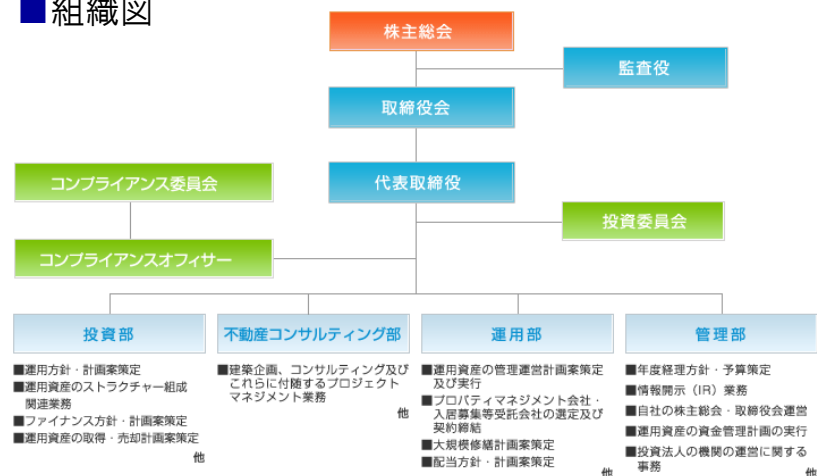 ■組織図
株主総会
監査役
取締役会
コンプライアンス委員会
代表取締役
投資委員会
コンプライアンスオフィサー
投資部
■運用方針・計画案策定
■運用資産のストラクチャー組成
関連業務
■ファイナンス方針・計画案策定
■運用資産の取得・売却計画案策定
他
不動産コンサルティング部
■建築企画、コンサルティング及び
これらに付随するプロジェクト
マネジメント業務
他
運用部
■運用資産の管理運営計画案策定
及び実行
■プロパティマネジメント会社・
入居募集等受託会社の選定及び
契約締結
■大規模修繕計画案策定
■配当方針・計画案策定
他
管理部
■年度経理方針・予算策定
■情報開示（IR）業務
■自社の株主総会・取締役会運営
■運用資産の資金管理計画の実行
■投資法人の機関の運営に関する
事務
他